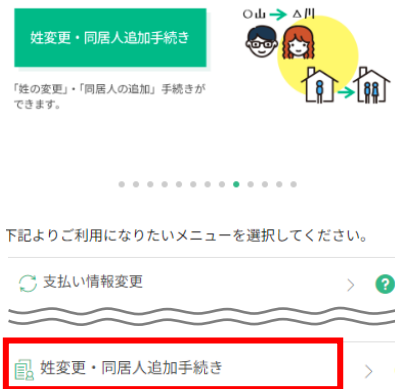 姓変更・同居人追加手続き
○山→△川
「姓の変更」・「同居人の追加」手続きが
できます。
下記よりご利用になりたいメニューを選択してください。
支払い情報変更
?
姓変更・同居人追加手続き